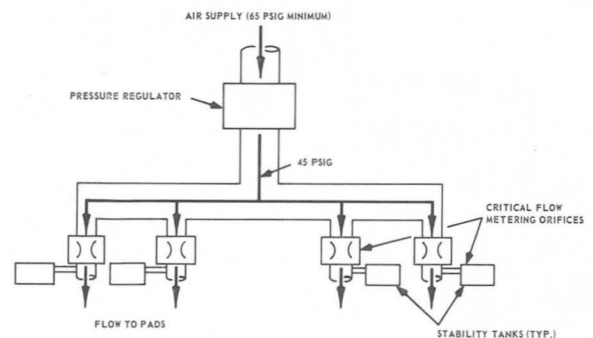 AIR SUPPLY (65 PSIG MINIMUM)
PRESSURE REGULATOR
45 PSIG
CRITICAL FLOW
METERING ORIFICES
FLOW TO PADS
STABILITY TANKS (TYP.)